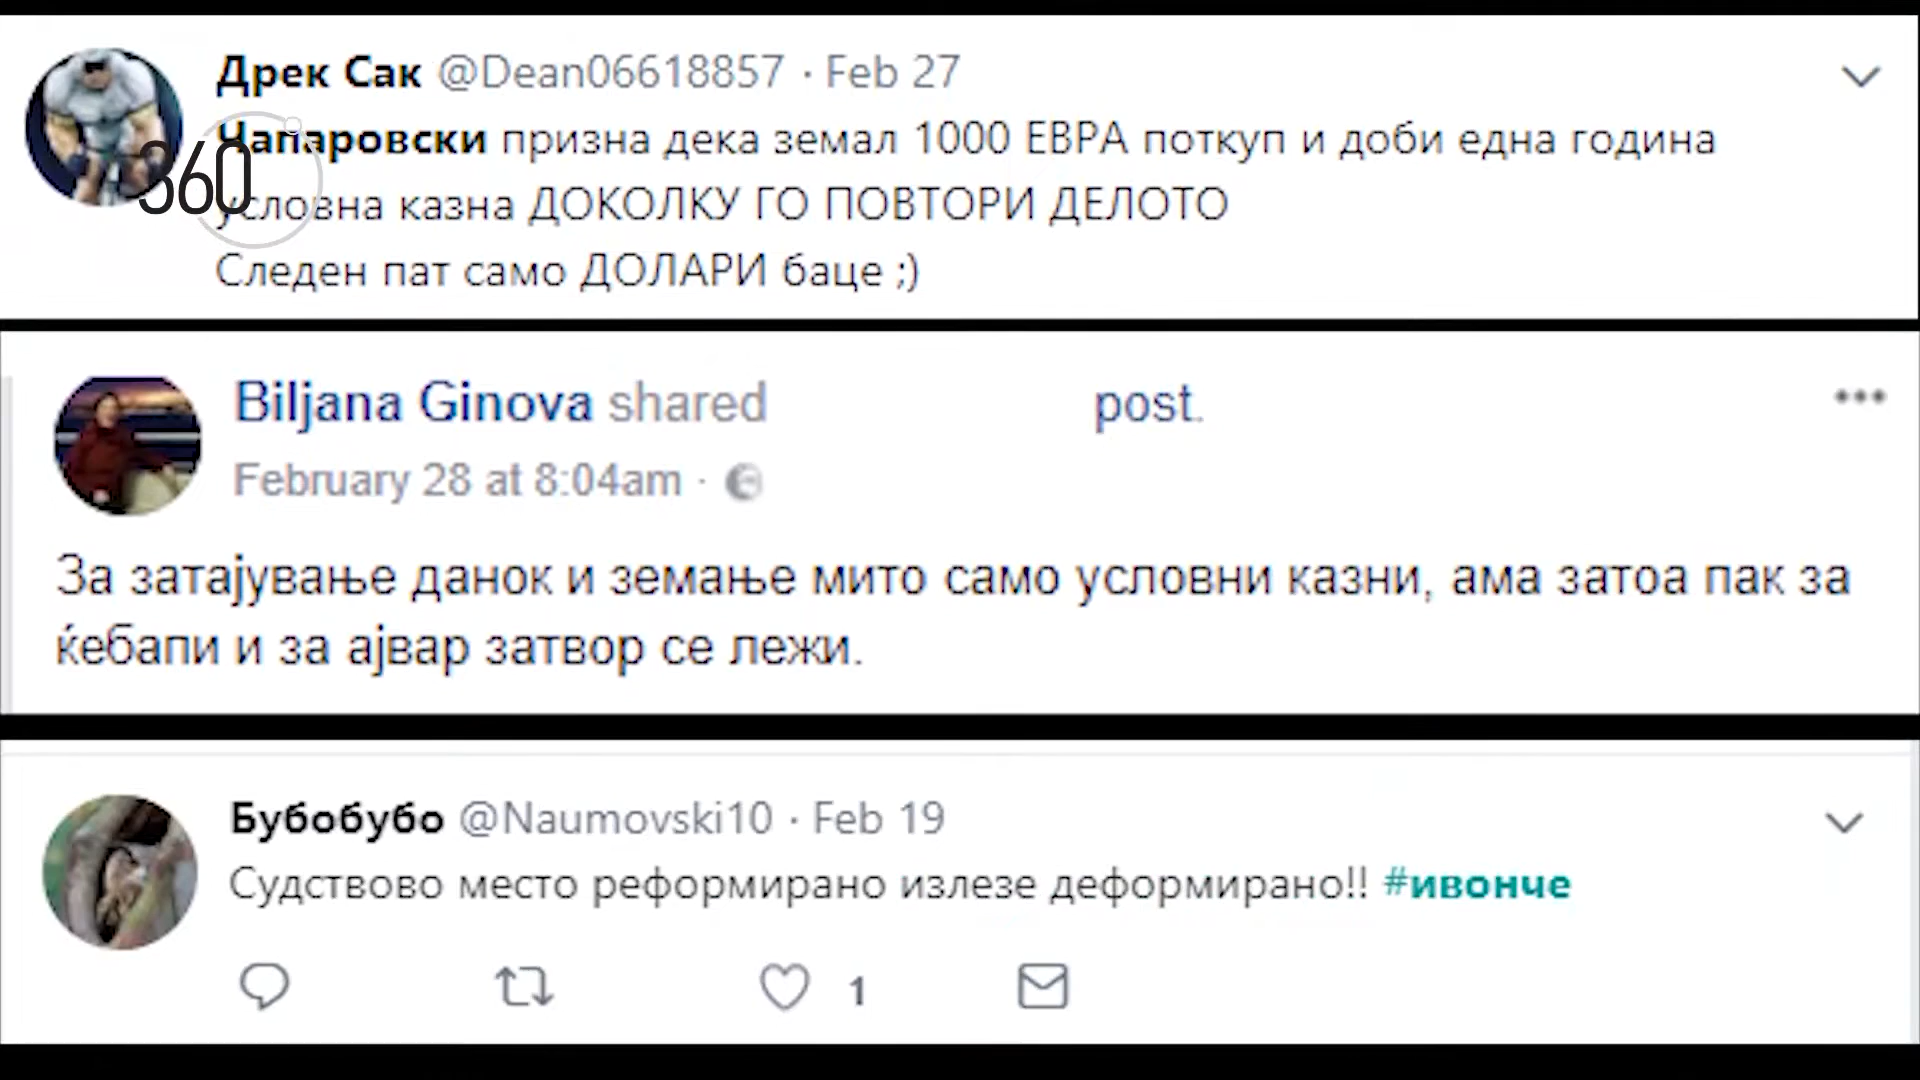 Дрек Сак @Dean06618857 · Feb 27
360
Чапаровски призна дека земал 1000 ЕВРА поткуп и доби една година
условна казна ДОКОЛКУ ГО ПОВТОРИ ДЕЛОТО
Следен пат само ДОЛАРИ баце ;)
Biljana Ginova shared post.
February 28 at 8:04am ·
За затајување данок и земање мито само условни казни, ама затоа пак за
ќебапи и за ајвар затвор се лежи.
Бубобубо @Naumovski10 · Feb 19
Судствово место реформирано излезе деформирано!! #ивонче
1